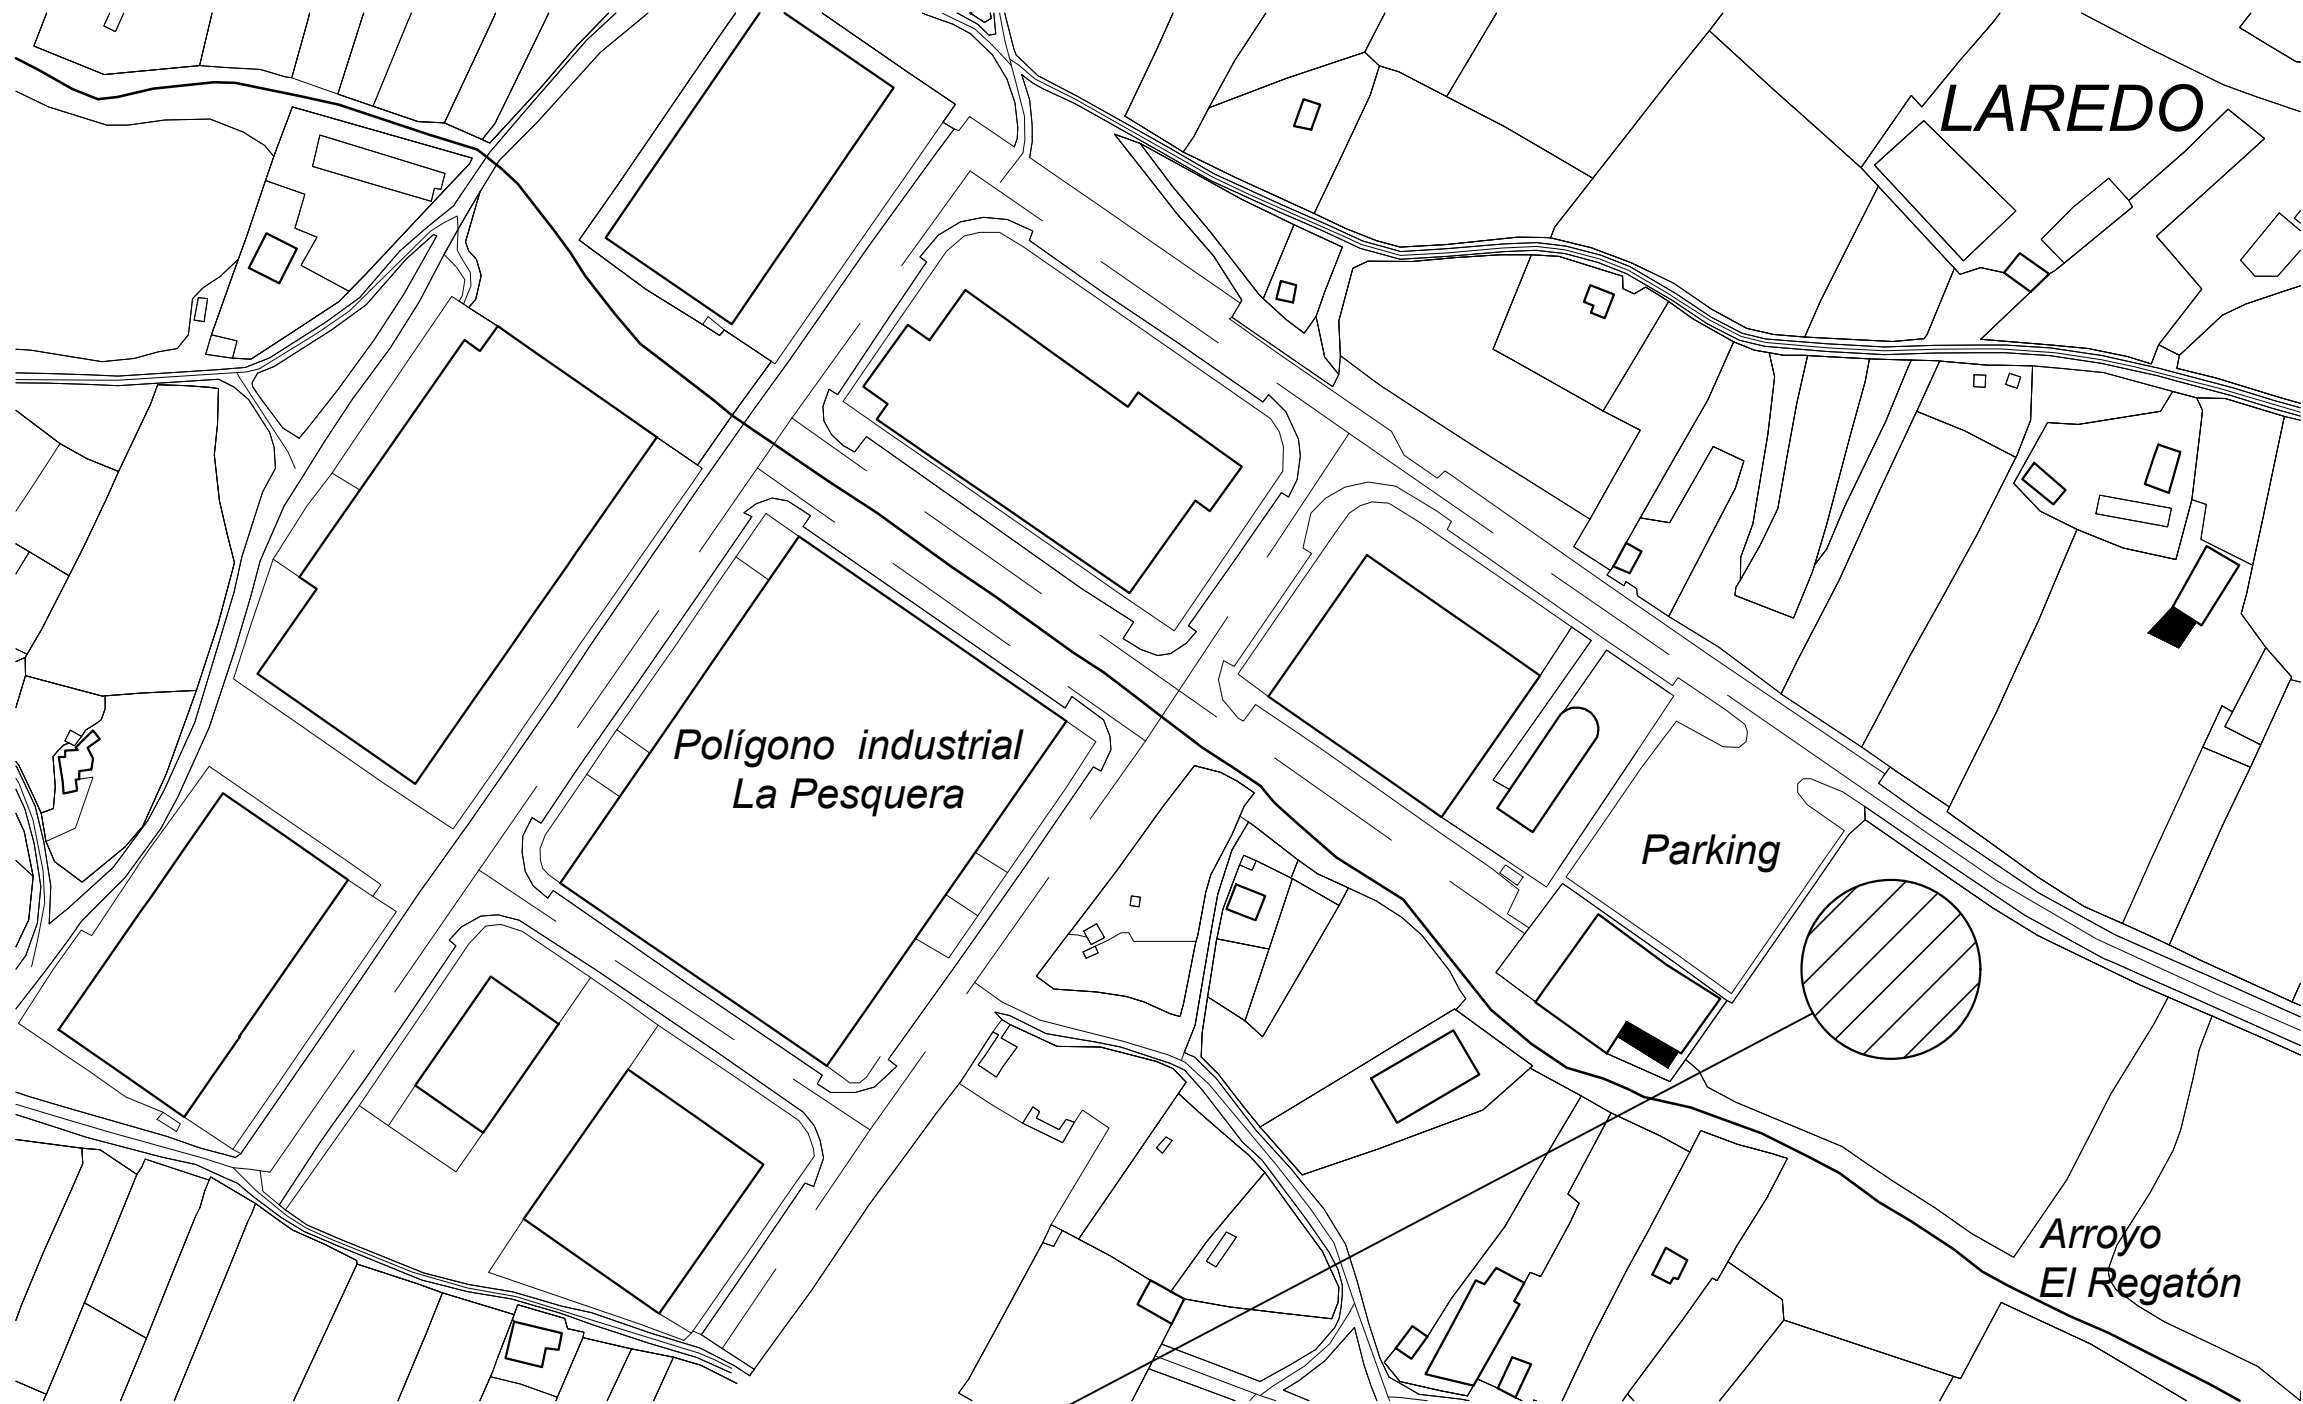 LAREDO
Polígono industrial
La Pesquera
Parking
Arroyo
El Regatón